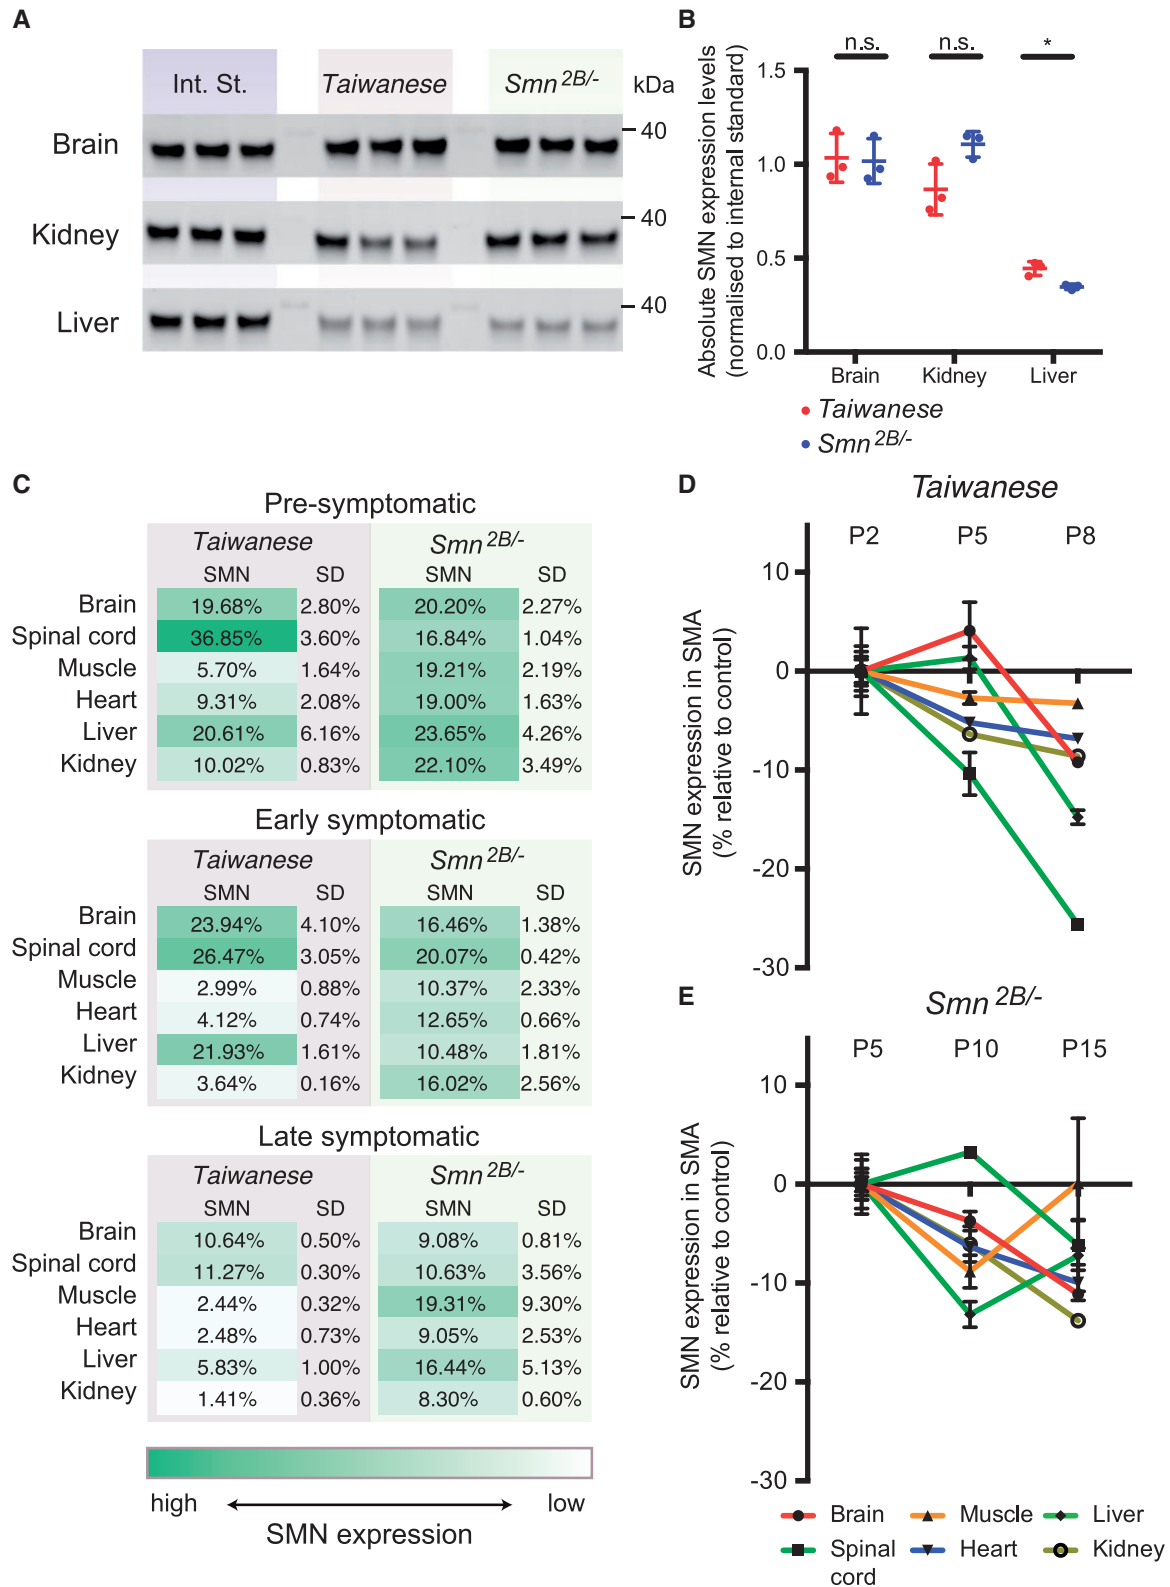 A
Int. St.
Taiwanese
Smn 2B/-
kDa
Brain
40
Kidney
40
Liver
40
B
n.s.
n.s.
*
Absolute SMN expression levels
(normalised to internal standard)
1.5
1.0
0.5
0.0
Brain
Kidney
Liver
Taiwanese
Smn 2B/-
C
Pre-symptomatic
Taiwanese
Smn 2B/-
SMN SD SMN SD
Brain 19.68% 2.80% 20.20% 2.27%
Spinal cord 36.85% 3.60% 16.84% 1.04%
Muscle 5.70% 1.64% 19.21% 2.19%
Heart 9.31% 2.08% 19.00% 1.63%
Liver 20.61% 6.16% 23.65% 4.26%
Kidney 10.02% 0.83% 22.10% 3.49%
Early symptomatic
Taiwanese
Smn 2B/-
SMN SD SMN SD
Brain 23.94% 4.10% 16.46% 1.38%
Spinal cord 26.47% 3.05% 20.07% 0.42%
Muscle 2.99% 0.88% 10.37% 2.33%
Heart 4.12% 0.74% 12.65% 0.66%
Liver 21.93% 1.61% 10.48% 1.81%
Kidney 3.64% 0.16% 16.02% 2.56%
Late symptomatic
Taiwanese
Smn 2B/-
SMN SD SMN SD
Brain 10.64% 0.50% 9.08% 0.81%
Spinal cord 11.27% 0.30% 10.63% 3.56%
Muscle 2.44% 0.32% 19.31% 9.30%
Heart 2.48% 0.73% 9.05% 2.53%
Liver 5.83% 1.00% 16.44% 5.13%
Kidney 1.41% 0.36% 8.30% 0.60%
high
low
SMN expression
D
Taiwanese
P2
P5
P8
SMN expression in SMA
(% relative to control)
10
0
-10
-20
-30
E
Smn 2B/-
P5
P10
P15
SMN expression in SMA
(% relative to control)
10
0
-10
-20
-30
Brain
Muscle
Liver
Spinal
cord
Heart
Kidney